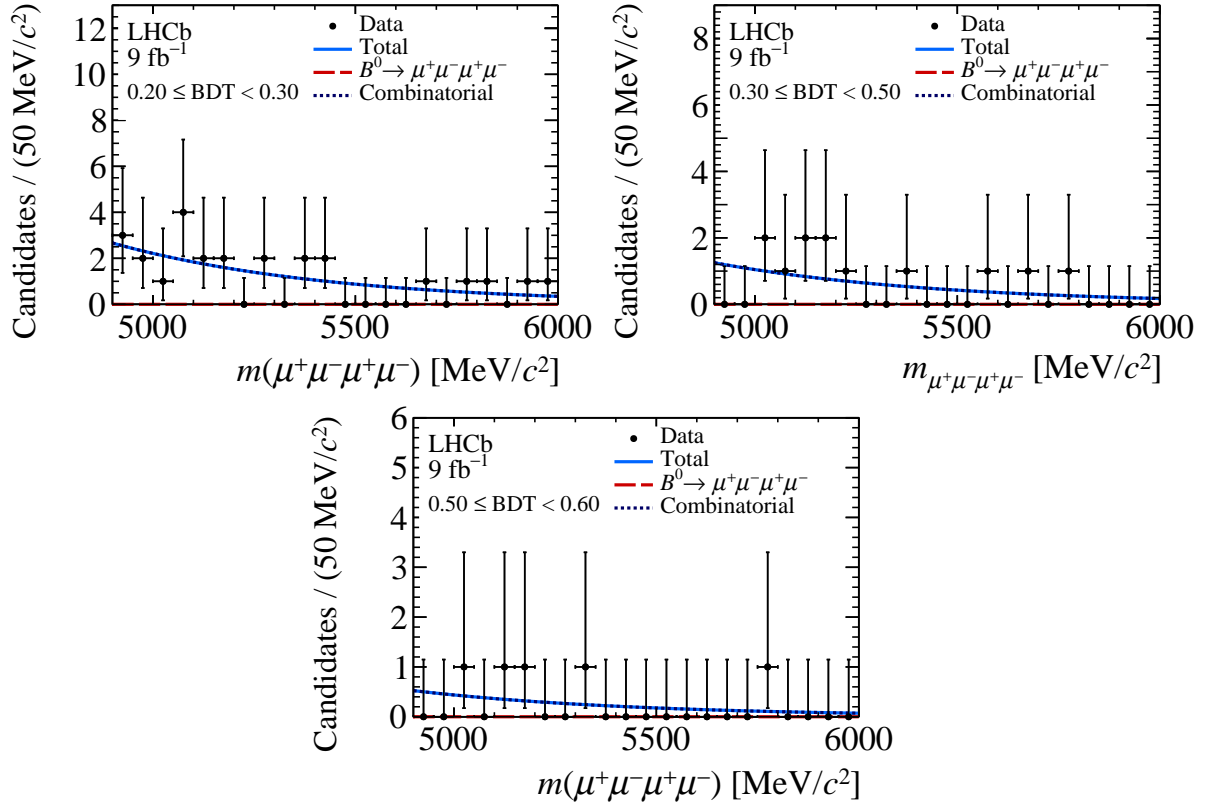 Candidates / (50 MeV/c²)
12
10
8
6
4
2
0
LHCb
9 fb⁻¹
0.20 ≤ BDT < 0.30
Data
Total
B⁰→ μ⁺μ⁻μ⁺μ⁻
Combinatorial
5000 5500 6000
m(μ⁺μ⁻μ⁺μ⁻) [MeV/c²]
Candidates / (50 MeV/c²)
8
6
4
2
0
LHCb
9 fb⁻¹
0.30 ≤ BDT < 0.50
Data
Total
B⁰→ μ⁺μ⁻μ⁺μ⁻
Combinatorial
5000 5500 6000
m_μ⁺μ⁻μ⁺μ⁻ [MeV/c²]
Candidates / (50 MeV/c²)
6
5
4
3
2
1
0
LHCb
9 fb⁻¹
0.50 ≤ BDT < 0.60
Data
Total
B⁰→ μ⁺μ⁻μ⁺μ⁻
Combinatorial
5000 5500 6000
m(μ⁺μ⁻μ⁺μ⁻) [MeV/c²]